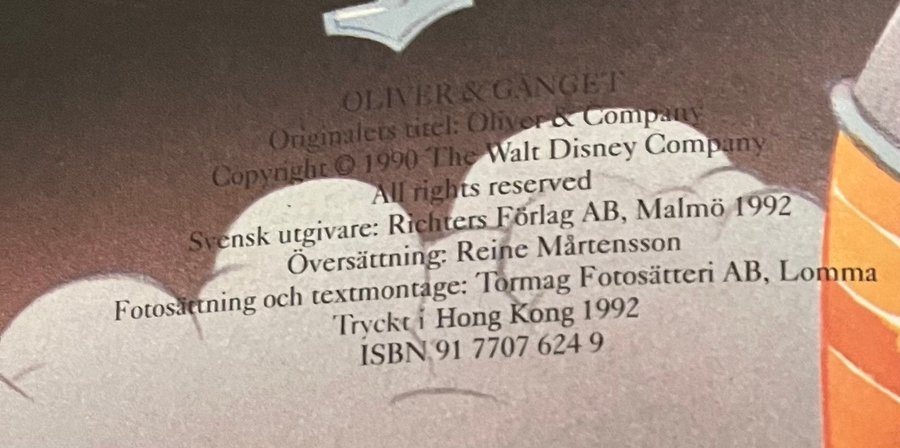 OLIVER & GÄNGET
Originalets titel: Oliver & Company
Copyright © 1990 The Walt Disney Company
All rights reserved
Svensk utgivare: Richters Förlag AB, Malmö 1992
Översättning: Reine Mårtensson
Fotosättning och textmontage: Tormag Fotosätteri AB, Lomma
Tryckt i Hong Kong 1992
ISBN 91 7707 624 9